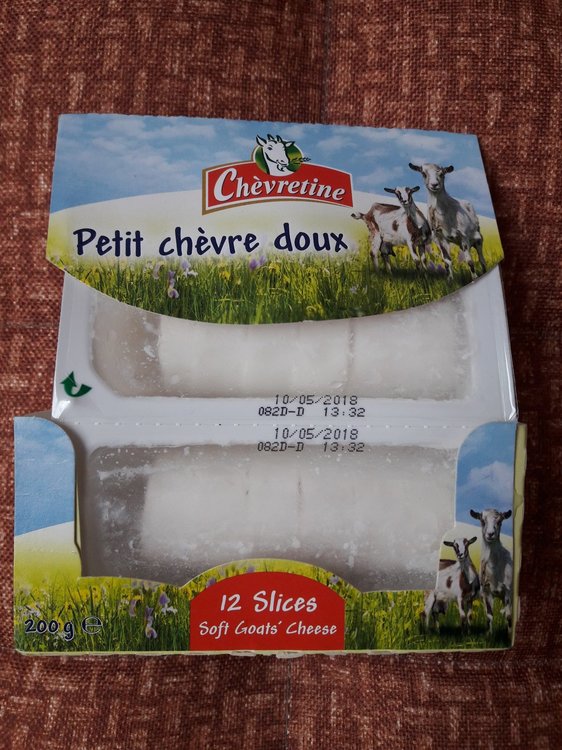 Chèvretine
Petit chèvre doux
10/05/2018
082D-D 13:32
10/05/2018
082D-D 13:32
12 Slices
Soft Goats' Cheese
200g ℮